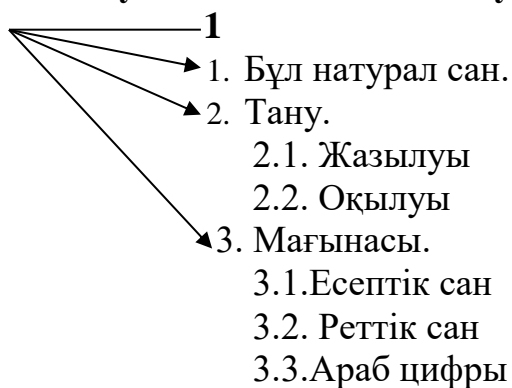 1
1. Бұл натурал сан.
2. Тану.
2.1. Жазылуы
2.2. Оқылуы
3. Мағынасы.
3.1.Есептік сан
3.2. Реттік сан
3.3.Араб цифры